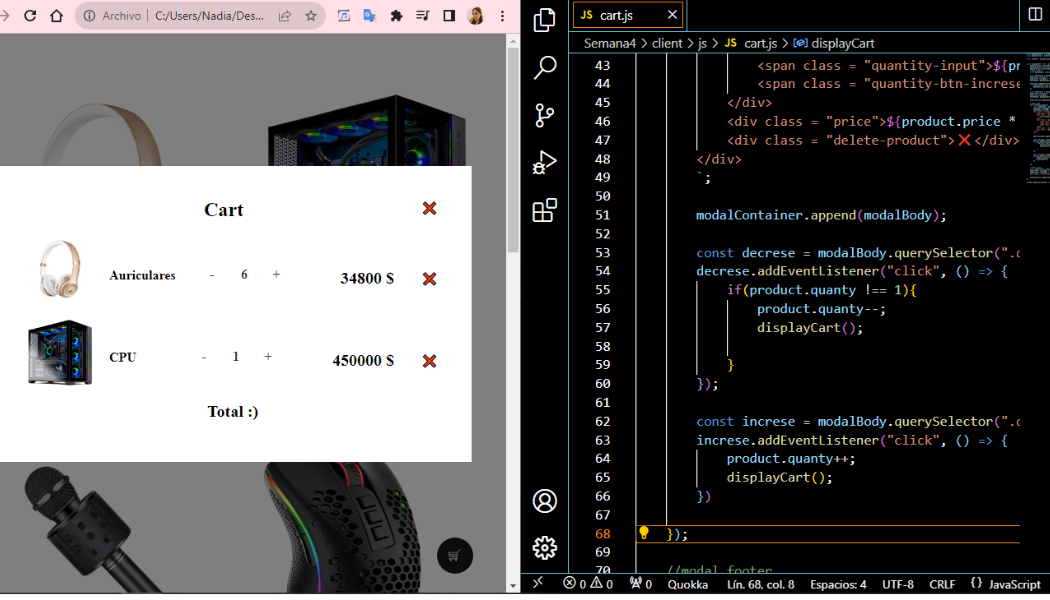 Archivo
C:/Users/Nadia/Des...
Cart
Auriculares - 6 + 34800 $
CPU - 1 + 450000 $
Total :)
JS cart.js
Semana4 > client > js > JS cart.js > displayCart
43 <span class = "quantity-input">${pr
44 <span class = "quantity-btn-increse
45 </div>
46 <div class = "price">${product.price *
47 <div class = "delete-product">❌</div>
48 </div>
49 `;
50
51 modalContainer.append(modalBody);
52
53 const decrese = modalBody.querySelector(".d
54 decrese.addEventListener("click", () => {
55 if(product.quanty !== 1){
56 product.quanty--;
57 displayCart();
58
59 }
60 });
61
62 const increse = modalBody.querySelector(".q
63 increse.addEventListener("click", () => {
64 product.quanty++;
65 displayCart();
66 })
67
68 });
69
70 //modal footer
0 0 0 Quokka Lín. 68, col. 8 Espacios: 4 UTF-8 CRLF {} JavaScript